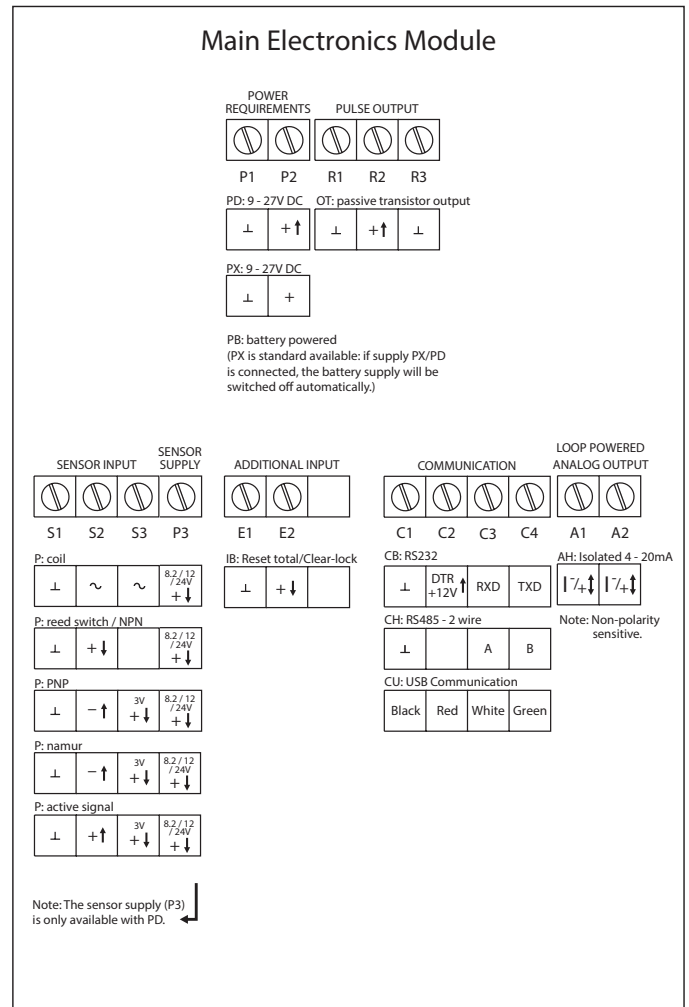 Main Electronics Module
POWER
REQUIREMENTS
PULSE OUTPUT
P1 P2 R1 R2 R3
PD: 9 - 27V DC
OT: passive transistor output
⊥ +↑ ⊥ +↑ ⊥
PX: 9 - 27V DC
⊥ +
PB: battery powered
(PX is standard available: if supply PX/PD
is connected, the battery supply will be
switched off automatically.)
SENSOR INPUT
SENSOR
SUPPLY
S1 S2 S3 P3
P: coil
⊥ ~ ~ 8.2 / 12
/ 24V
+↓
P: reed switch / NPN
⊥ +↓ 8.2 / 12
/ 24V
+↓
P: PNP
⊥ −↑ 3V
+↓ 8.2 / 12
/ 24V
+↓
P: namur
⊥ −↑ 3V
+↓ 8.2 / 12
/ 24V
+↓
P: active signal
⊥ +↑ 3V
+↓ 8.2 / 12
/ 24V
+↓
Note: The sensor supply (P3)
is only available with PD.
ADDITIONAL INPUT
E1 E2
IB: Reset total/Clear-lock
⊥ +↓
COMMUNICATION
C1 C2 C3 C4
CB: RS232
⊥ DTR
+12V ↑ RXD TXD
CH: RS485 - 2 wire
⊥ A B
CU: USB Communication
Black Red White Green
LOOP POWERED
ANALOG OUTPUT
A1 A2
AH: Isolated 4 - 20mA
I -/+↕ I -/+↕
Note: Non-polarity
sensitive.